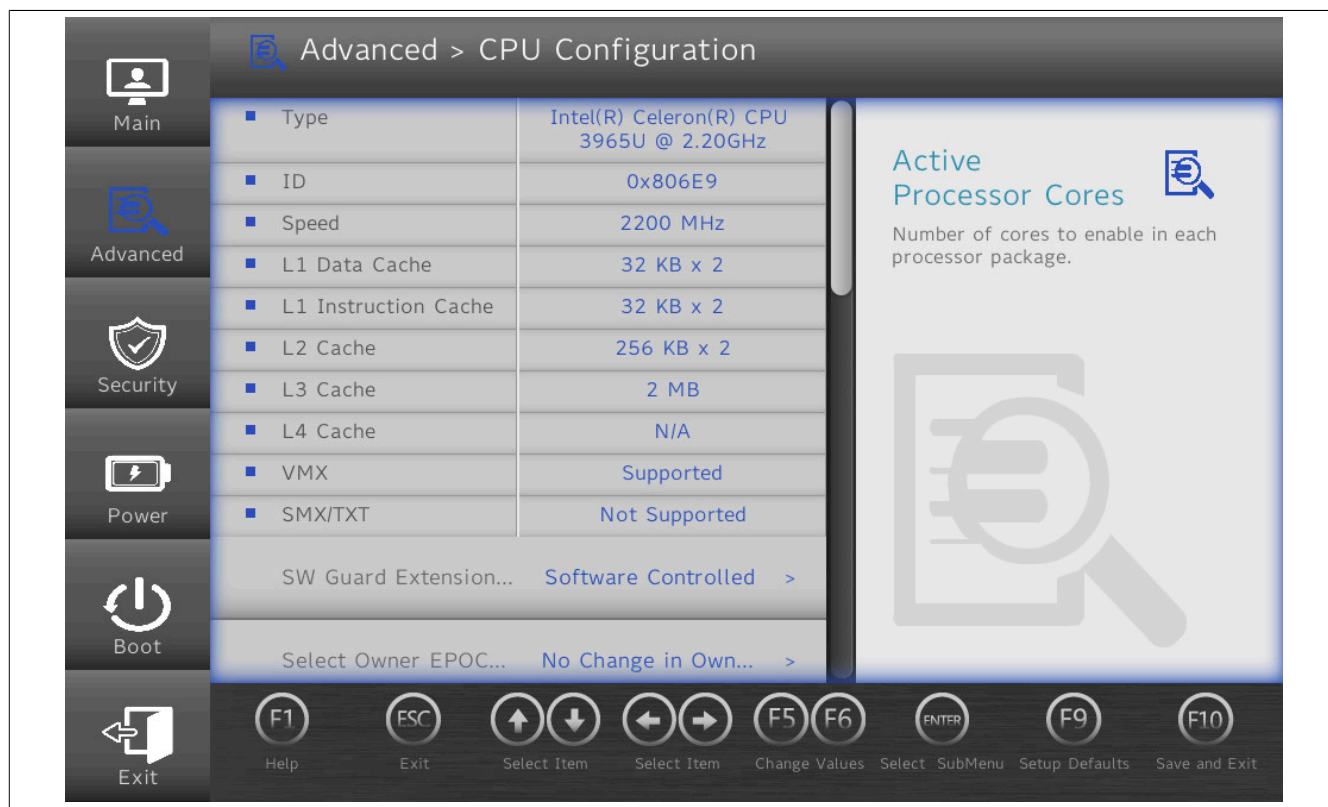 Advanced > CPU Configuration
Main
Advanced
Security
Power
Boot
Exit
Type Intel(R) Celeron(R) CPU
3965U @ 2.20GHz
ID 0x806E9
Speed 2200 MHz
L1 Data Cache 32 KB x 2
L1 Instruction Cache 32 KB x 2
L2 Cache 256 KB x 2
L3 Cache 2 MB
L4 Cache N/A
VMX Supported
SMX/TXT Not Supported
SW Guard Extension... Software Controlled >
Select Owner EPOC... No Change in Own... >
Active
Processor Cores
Number of cores to enable in each
processor package.
F1 ESC F5 F6 ENTER F9 F10
Help Exit Select Item Select Item Change Values Select SubMenu Setup Defaults Save and Exit